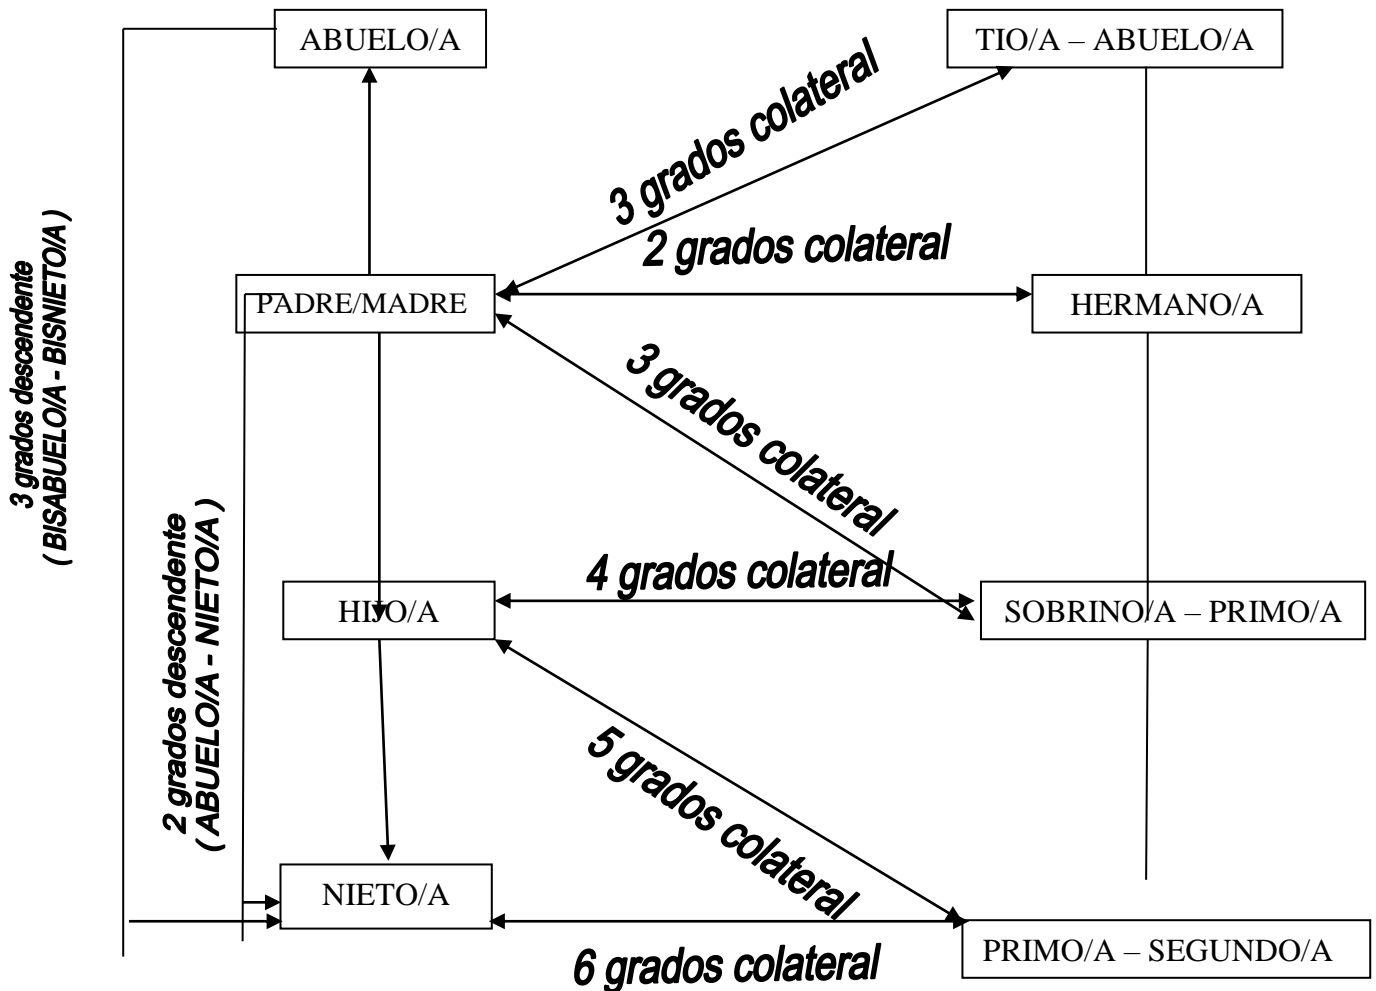 ABUELO/A
TIO/A – ABUELO/A
3 grados colateral
2 grados colateral
PADRE/MADRE
HERMANO/A
3 grados descendente
( BISABUELO/A - BISNIETO/A )
3 grados colateral
2 grados descendente
( ABUELO/A - NIETO/A )
4 grados colateral
HIJO/A
SOBRINO/A – PRIMO/A
5 grados colateral
NIETO/A
PRIMO/A – SEGUNDO/A
6 grados colateral